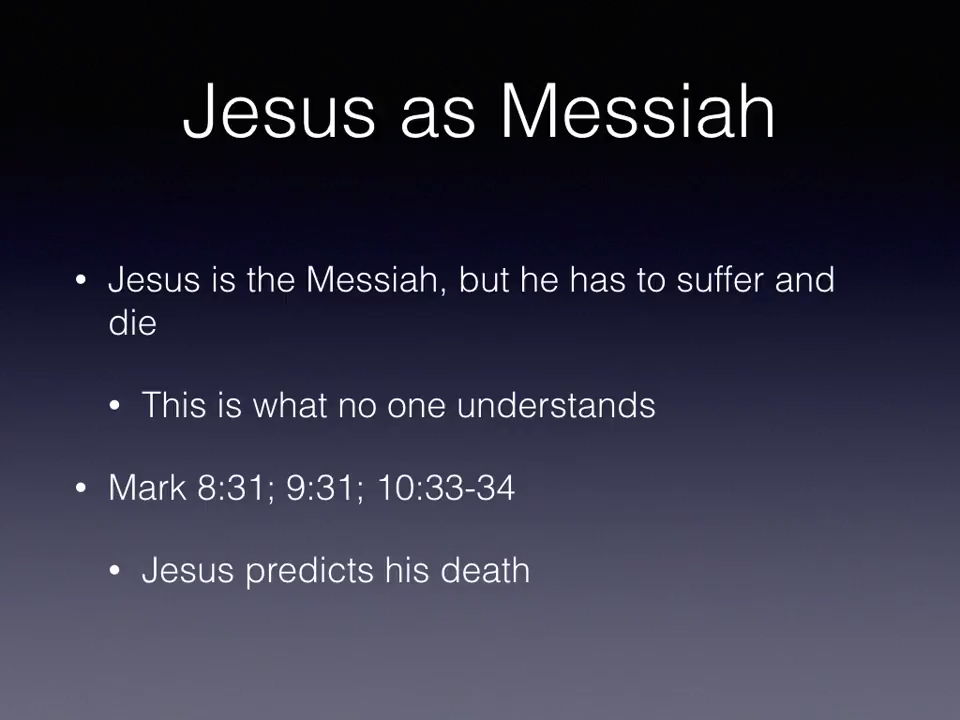 Jesus as Messiah
• Jesus is the Messiah, but he has to suffer and
die
• This is what no one understands
• Mark 8:31; 9:31; 10:33-34
• Jesus predicts his death